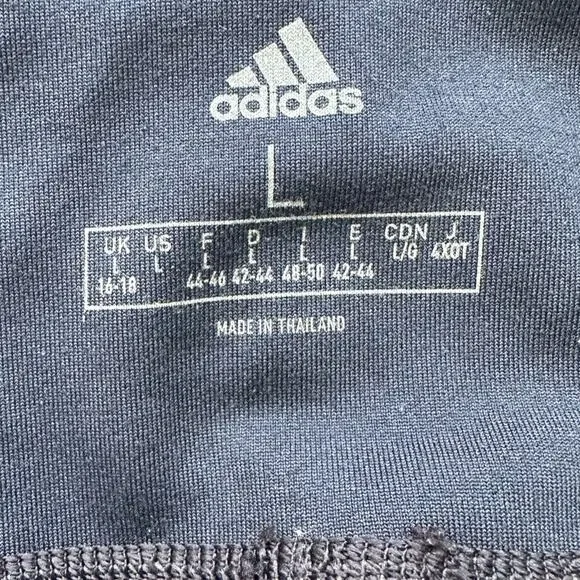 adidas
L
UK US F D I E CDN J
L L L L L L L/G 4XOT
16-18 44-46 42-44 48-50 42-44
MADE IN THAILAND